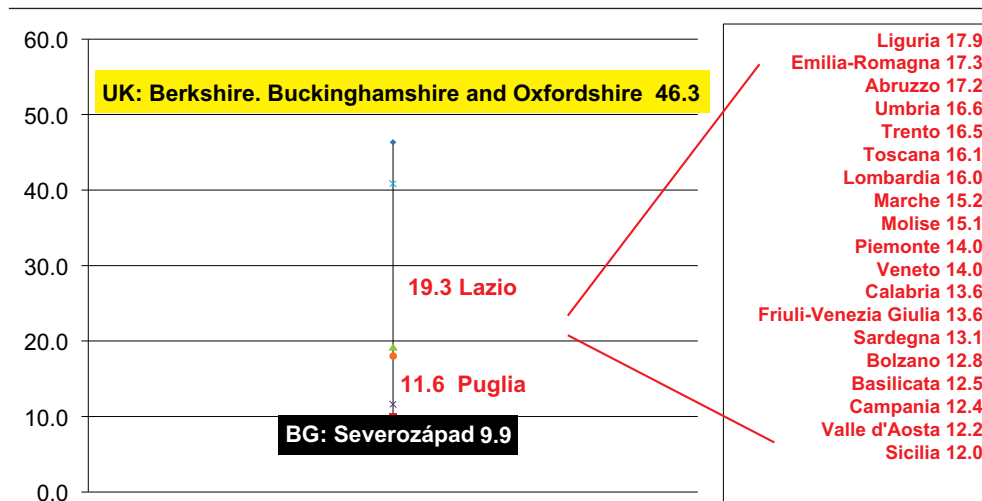 60.0
50.0
40.0
30.0
20.0
10.0
0.0
UK: Berkshire. Buckinghamshire and Oxfordshire 46.3
19.3 Lazio
11.6 Puglia
BG: Severozápad 9.9
Liguria 17.9
Emilia-Romagna 17.3
Abruzzo 17.2
Umbria 16.6
Trento 16.5
Toscana 16.1
Lombardia 16.0
Marche 15.2
Molise 15.1
Piemonte 14.0
Veneto 14.0
Calabria 13.6
Friuli-Venezia Giulia 13.6
Sardegna 13.1
Bolzano 12.8
Basilicata 12.5
Campania 12.4
Valle d'Aosta 12.2
Sicilia 12.0